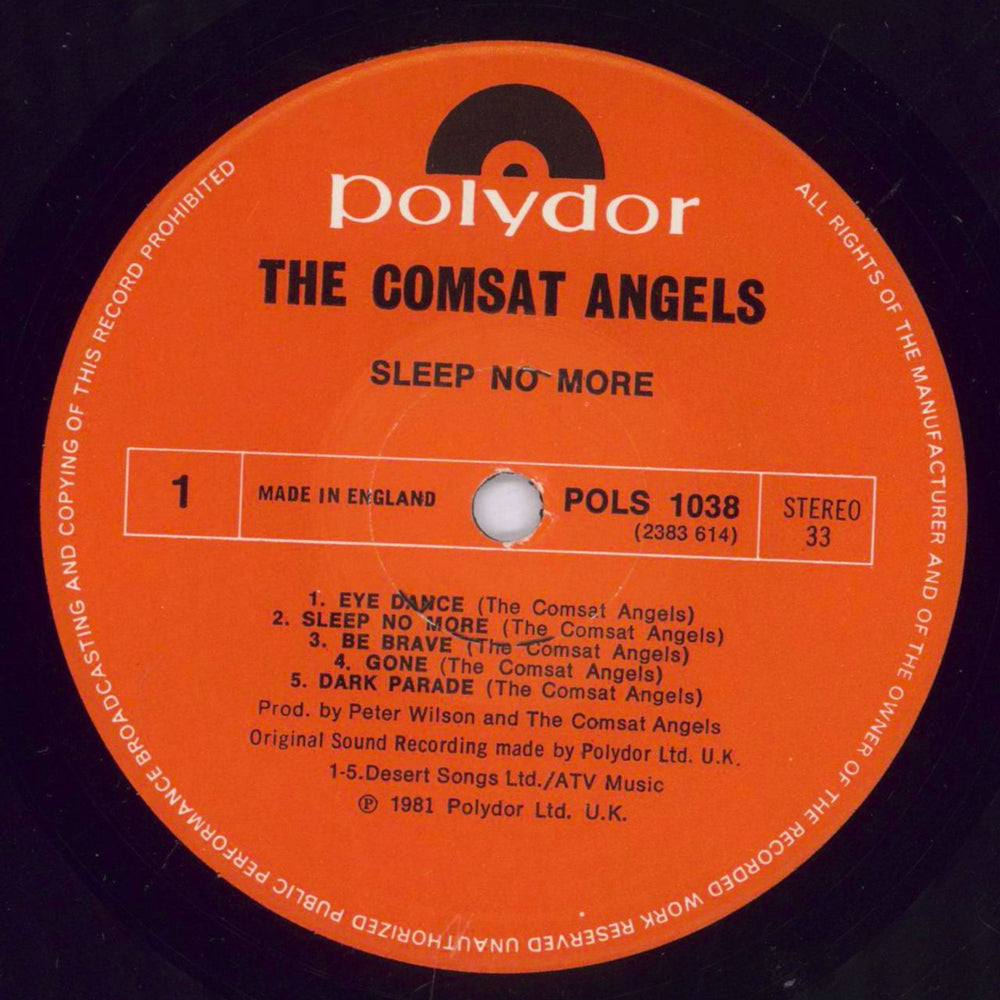 polydor
THE COMSAT ANGELS
SLEEP NO MORE
1
MADE IN ENGLAND
POLS 1038
(2383 614)
STEREO
33
1. EYE DANCE (The Comsat Angels)
2. SLEEP NO MORE (The Comsat Angels)
3. BE BRAVE (The Comsat Angels)
4. GONE (The Comsat Angels)
5. DARK PARADE (The Comsat Angels)
Prod. by Peter Wilson and The Comsat Angels
Original Sound Recording made by Polydor Ltd. U.K.
1-5.Desert Songs Ltd./ATV Music
℗ 1981 Polydor Ltd. U.K.
ALL RIGHTS OF THE MANUFACTURER AND OF THE OWNER OF THE RECORDED WORK RESERVED UNAUTHORIZED PUBLIC PERFORMANCE BROADCASTING AND COPYING OF THIS RECORD PROHIBITED